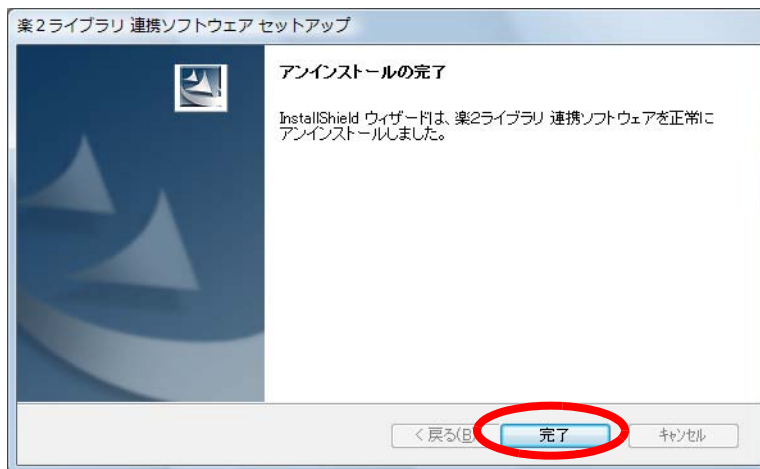 楽2ライブラリ 連携ソフトウェア セットアップ
アンインストールの完了
InstallShield ウィザードは、楽2ライブラリ 連携ソフトウェアを正常に
アンインストールしました。
< 戻る(B)
完了
キャンセル